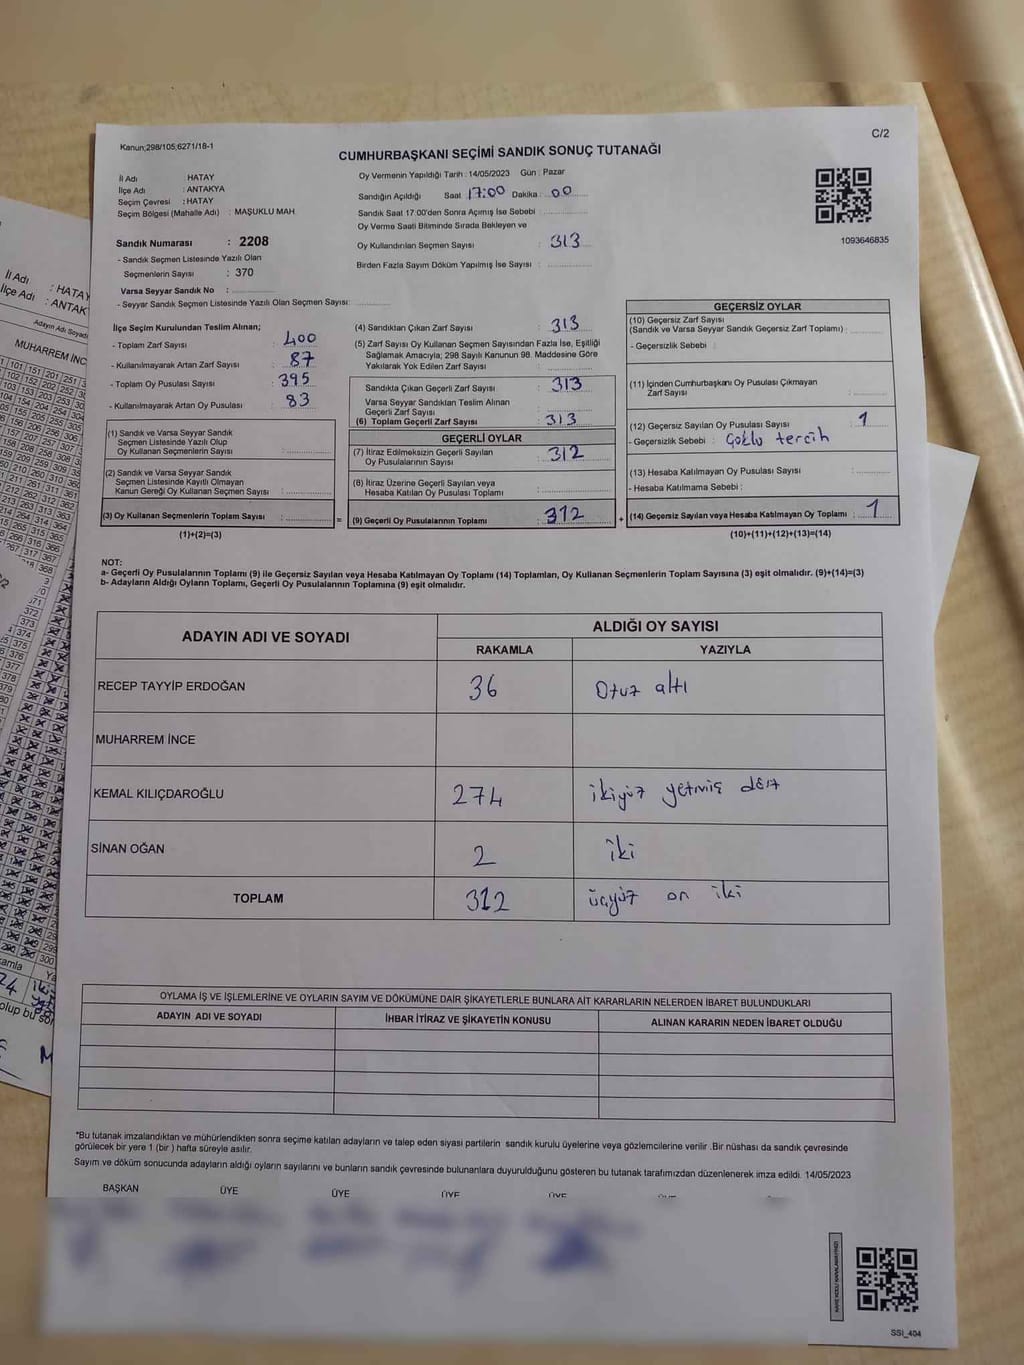 C/2
Kanun;298/105;6271/18-1
CUMHURBAŞKANI SEÇİMİ SANDIK SONUÇ TUTANAĞI
İl Adı : HATAY
İlçe Adı : ANTAKYA
Seçim Çevresi : HATAY
Seçim Bölgesi (Mahalle Adı) : MAŞUKLU MAH.
Sandık Numarası : 2208
- Sandık Seçmen Listesinde Yazılı Olan
Seçmenlerin Sayısı : 370
Varsa Seyyar Sandık No :
- Seyyar Sandık Seçmen Listesinde Yazılı Olan Seçmen Sayısı:
Oy Vermenin Yapıldığı Tarih : 14/05/2023 Gün : Pazar
Sandığın Açıldığı Saat 17:00 Dakika : 00
Sandık Saat 17:00'den Sonra Açımış İse Sebebi :
Oy Verme Saati Bitiminde Sırada Bekleyen ve
Oy Kullandırılan Seçmen Sayısı : 313
Birden Fazla Sayım Döküm Yapılmış İse Sayısı :
1093646835
İlçe Seçim Kurulundan Teslim Alınan;
- Toplam Zarf Sayısı : 400
- Kullanılmayarak Artan Zarf Sayısı : 87
- Toplam Oy Pusulası Sayısı : 395
- Kullanılmayarak Artan Oy Pusulası : 83
(1) Sandık ve Varsa Seyyar Sandık
Seçmen Listesinde Yazılı Olup
Oy Kullanan Seçmenlerin Sayısı :
(2) Sandık ve Varsa Seyyar Sandık
Seçmen Listesinde Kayıtlı Olmayan
Kanun Gereği Oy Kullanan Seçmen Sayısı :
(3) Oy Kullanan Seçmenlerin Toplam Sayısı :
(1)+(2)=(3)
(4) Sandıktan Çıkan Zarf Sayısı : 313
(5) Zarf Sayısı Oy Kullanan Seçmen Sayısından Fazla İse, Eşitliği
Sağlamak Amacıyla; 298 Sayılı Kanunun 98. Maddesine Göre
Yakılarak Yok Edilen Zarf Sayısı :
Sandıkta Çıkan Geçerli Zarf Sayısı : 313
Varsa Seyyar Sandıktan Teslim Alınan
Geçerli Zarf Sayısı :
(6) Toplam Geçerli Zarf Sayısı : 313
GEÇERLİ OYLAR
(7) İtiraz Edilmeksizin Geçerli Sayılan
Oy Pusulalarının Sayısı : 312
(8) İtiraz Üzerine Geçerli Sayılan veya
Hesaba Katılan Oy Pusulası Toplamı :
= (9) Geçerli Oy Pusulalarının Toplamı : 312 +
GEÇERSİZ OYLAR
(10) Geçersiz Zarf Sayısı
(Sandık ve Varsa Seyyar Sandık Geçersiz Zarf Toplamı) :
- Geçersizlik Sebebi :
(11) İçinden Cumhurbaşkanı Oy Pusulası Çıkmayan
Zarf Sayısı :
(12) Geçersiz Sayılan Oy Pusulası Sayısı : 1
- Geçersizlik Sebebi : Çoklu tercih
(13) Hesaba Katılmayan Oy Pusulası Sayısı :
- Hesaba Katılmama Sebebi :
(14) Geçersiz Sayılan veya Hesaba Katılmayan Oy Toplamı : 1
(10)+(11)+(12)+(13)=(14)
NOT:
a- Geçerli Oy Pusulasının Toplamı (9) ile Geçersiz Sayılan veya Hesaba Katılmayan Oy Toplamı (14) Toplamları, Oy Kullanan Seçmenlerin Toplam Sayısına (3) eşit olmalıdır. (9)+(14)=(3)
b- Adayların Aldığı Oyların Toplamı, Geçerli Oy Pusulalarının Toplamına (9) eşit olmalıdır.
ADAYIN ADI VE SOYADI ALDIĞI OY SAYISI
RAKAMLA YAZIYLA
RECEP TAYYİP ERDOĞAN 36 Otuz altı
MUHARREM İNCE
KEMAL KILIÇDAROĞLU 274 ikiyüz yetmiş dört
SİNAN OĞAN 2 iki
TOPLAM 312 üçyüz on iki
OYLAMA İŞ VE İŞLEMLERİNE VE OYLARIN SAYIM VE DÖKÜMÜNE DAİR ŞİKAYETLERLE BUNLARA AİT KARARLARIN NELERDEN İBARET BULUNDUKLARI
ADAYIN ADI VE SOYADI İHBAR İTİRAZ VE ŞİKAYETİN KONUSU ALINAN KARARIN NEDEN İBARET OLDUĞU
*Bu tutanak imzalandıktan ve mühürlendikten sonra seçime katılan adayların ve talep eden siyasi partilerin sandık kurulu üyelerine veya gözlemcilerine verilir .Bir nüshası da sandık çevresinde
görülecek bir yere 1 (bir ) hafta süreyle asılır.
Sayım ve döküm sonucunda adayların aldığı oyların sayılarını ve bunların sandık çevresinde bulunanlara duyurulduğunu gösteren bu tutanak tarafımızdan düzenlenerek imza edildi. 14/05/2023
BAŞKAN ÜYE ÜYE ÜYE ÜYE
SSI_404
İl Adı : HATAY
İlçe Adı : ANTAK
Adayın Adı Soyadı
MUHARREM İNC